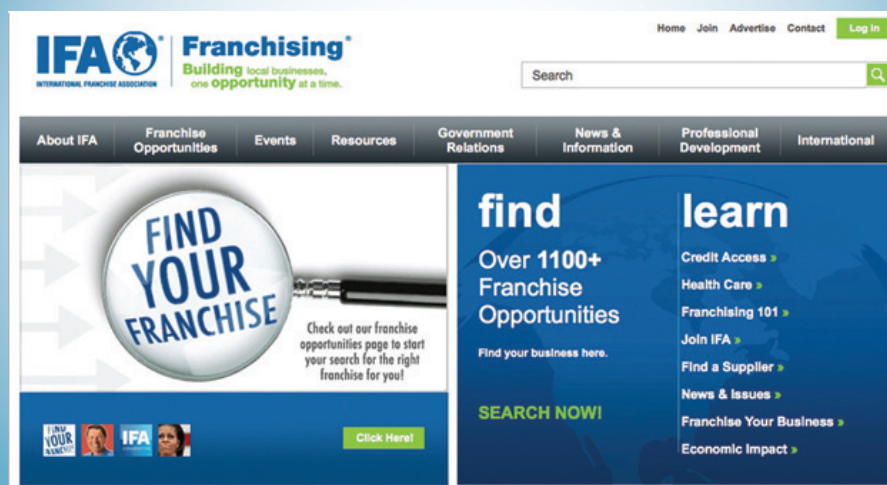 Home Join Advertise Contact Log in
IFA® Franchising®
INTERNATIONAL FRANCHISE ASSOCIATION
Building local businesses,
one opportunity at a time.
Search
About IFA
Franchise
Opportunities
Events
Resources
Government
Relations
News &
Information
Professional
Development
International
FIND
YOUR
FRANCHISE
Check out our franchise
opportunities page to start
your search for the right
franchise for you!
FIND
YOUR
FRANCHISE
IFA
Click Here!
find
Over 1100+
Franchise
Opportunities
Find your business here.
SEARCH NOW!
learn
Credit Access »
Health Care »
Franchising 101 »
Join IFA »
Find a Supplier »
News & Issues »
Franchise Your Business »
Economic Impact »